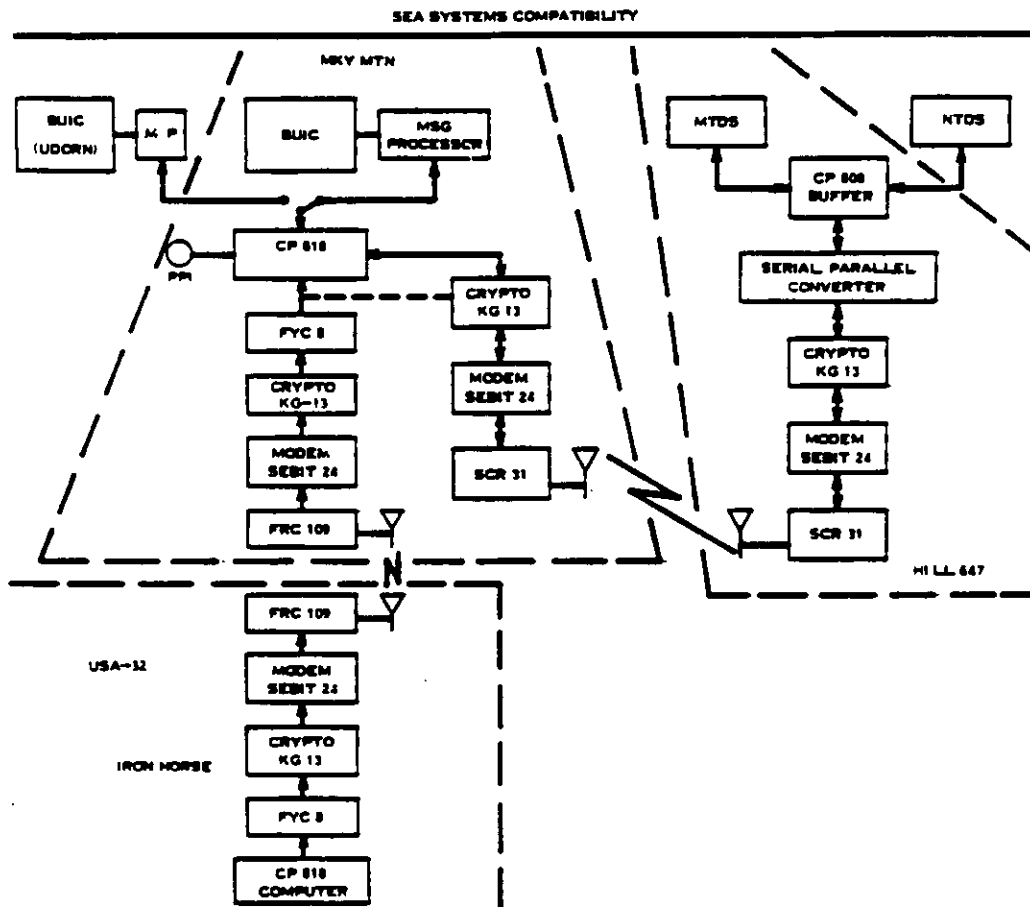 SEA SYSTEMS COMPATIBILITY
MKY MTN
BUIC
(UDORN)
M P
BUIC
MSG
PROCESSOR
MTDS
NTDS
CP 808
BUFFER
CP 818
PPI
SERIAL PARALLEL
CONVERTER
CRYPTO
KG 13
FYC 8
CRYPTO
KG 13
CRYPTO
KG-13
MODEM
SEBIT 24
MODEM
SEBIT 24
MODEM
SEBIT 24
SCR 31
FRC 109
SCR 31
HILL 647
FRC 109
USA-32
MODEM
SEBIT 24
IRON HORSE
CRYPTO
KG 13
FYC 8
CP 818
COMPUTER